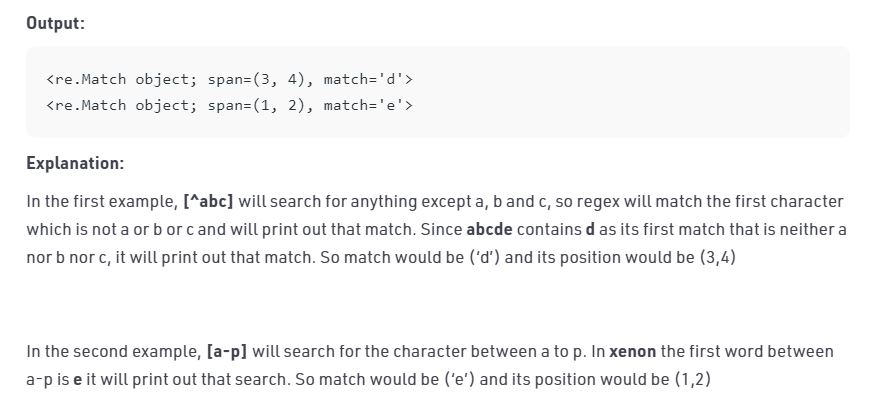 Output:
<re.Match object; span=(3, 4), match='d'>
<re.Match object; span=(1, 2), match='e'>
Explanation:
In the first example, [^abc] will search for anything except a, b and c, so regex will match the first character
which is not a or b or c and will print out that match. Since abcde contains d as its first match that is neither a
nor b nor c, it will print out that match. So match would be (‘d’) and its position would be (3,4)
In the second example, [a-p] will search for the character between a to p. In xenon the first word between
a-p is e it will print out that search. So match would be (‘e’) and its position would be (1,2)